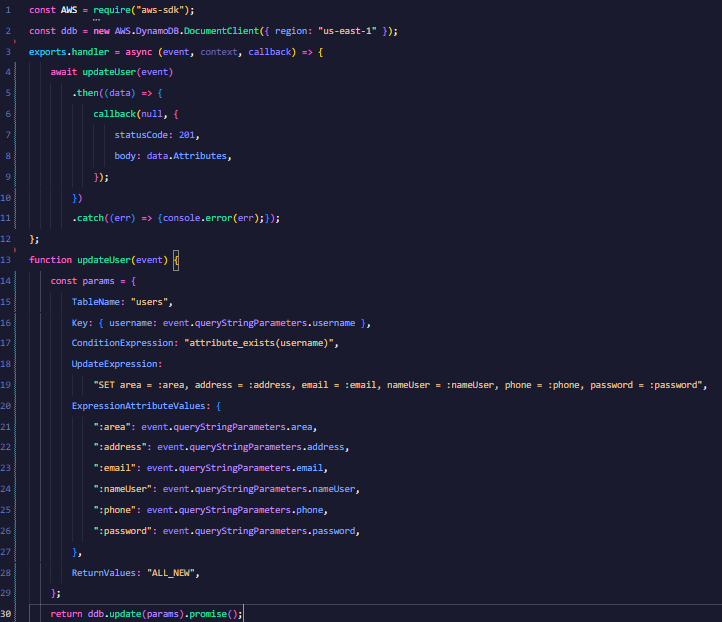 1 const AWS = require("aws-sdk");
2 const ddb = new AWS.DynamoDB.DocumentClient({ region: "us-east-1" });
3 exports.handler = async (event, context, callback) => {
4     await updateUser(event)
5         .then((data) => {
6             callback(null, {
7                 statusCode: 201,
8                 body: data.Attributes,
9             });
10         })
11         .catch((err) => {console.error(err);});
12 };
13 function updateUser(event) {
14     const params = {
15         TableName: "users",
16         Key: { username: event.queryStringParameters.username },
17         ConditionExpression: "attribute_exists(username)",
18         UpdateExpression:
19             "SET area = :area, address = :address, email = :email, nameUser = :nameUser, phone = :phone, password = :password",
20         ExpressionAttributeValues: {
21             ":area": event.queryStringParameters.area,
22             ":address": event.queryStringParameters.address,
23             ":email": event.queryStringParameters.email,
24             ":nameUser": event.queryStringParameters.nameUser,
25             ":phone": event.queryStringParameters.phone,
26             ":password": event.queryStringParameters.password,
27         },
28         ReturnValues: "ALL_NEW",
29     };
30     return ddb.update(params).promise();